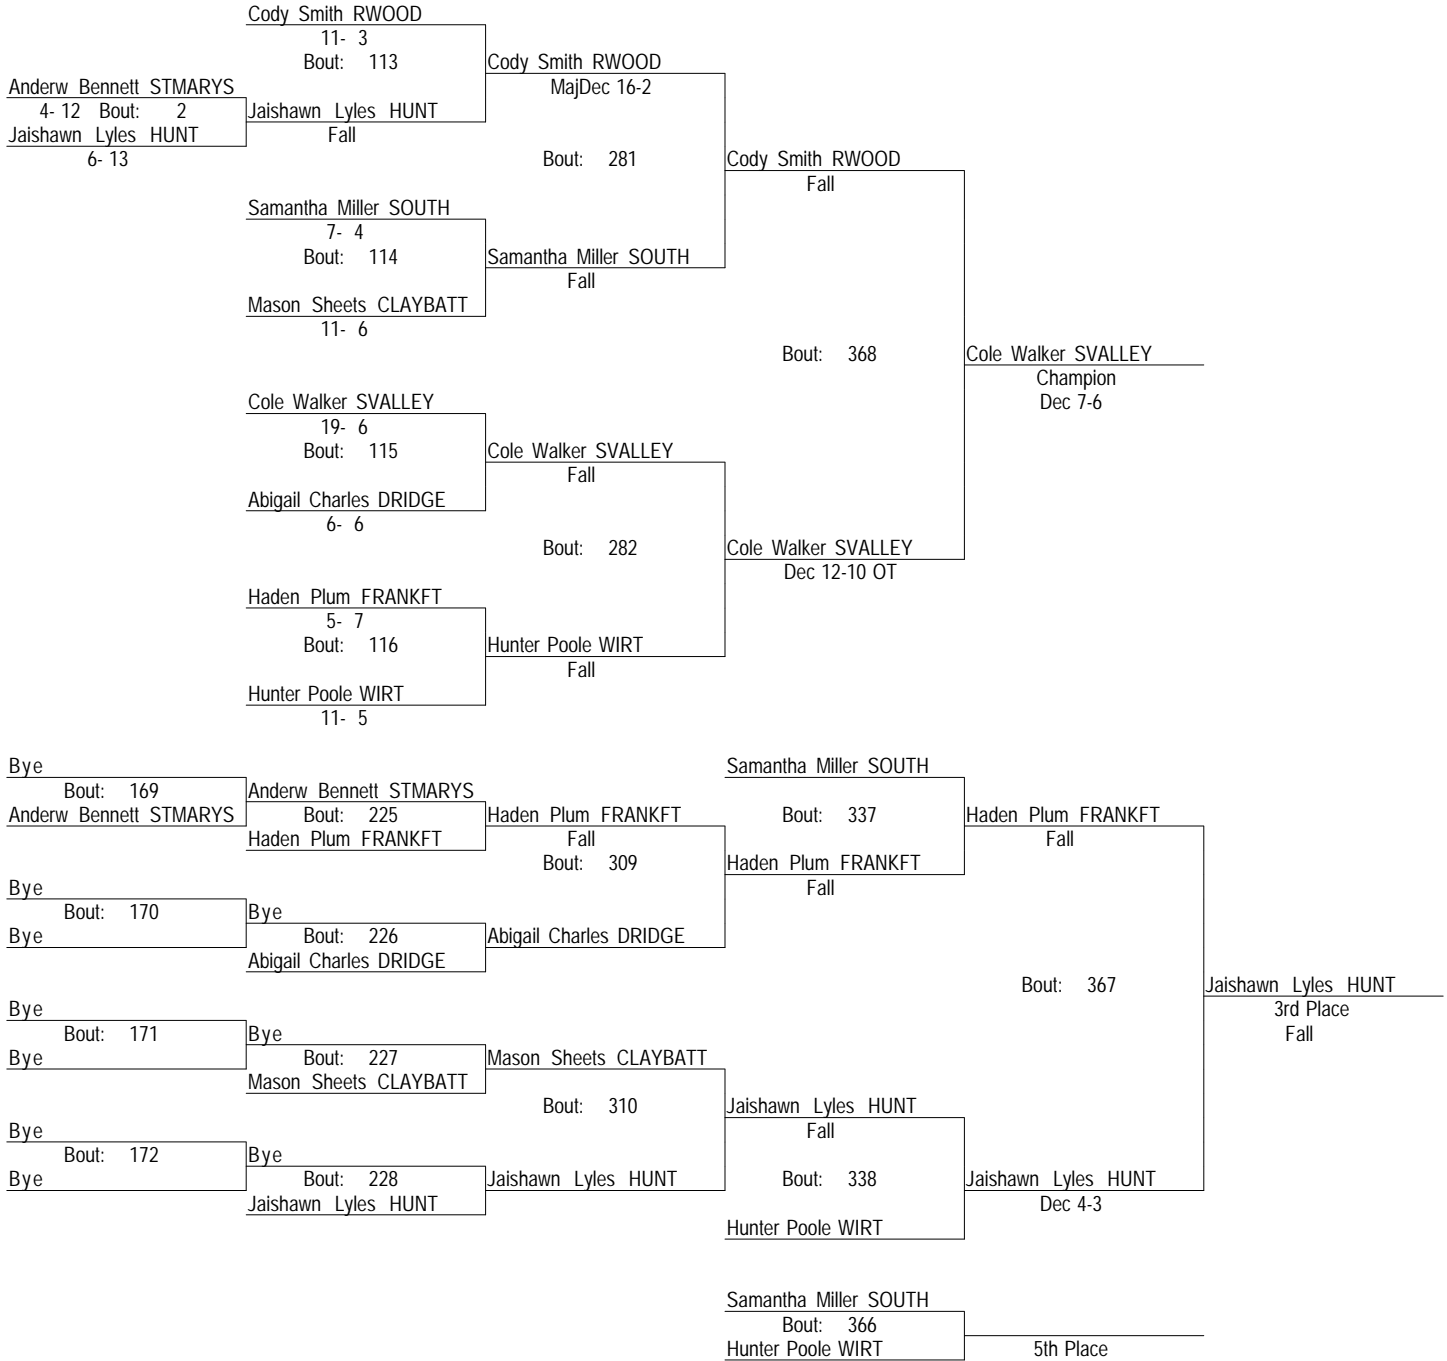 Cody Smith RWOOD
11- 3
Bout: 113
Cody Smith RWOOD
MajDec 16-2
Anderw Bennett STMARYS
4- 12 Bout: 2
Jaishawn Lyles HUNT
Jaishawn Lyles HUNT
Fall
6- 13
Bout: 281
Cody Smith RWOOD
Fall
Samantha Miller SOUTH
7- 4
Bout: 114
Samantha Miller SOUTH
Fall
Mason Sheets CLAYBATT
11- 6
Bout: 368
Cole Walker SVALLEY
Champion
Dec 7-6
Cole Walker SVALLEY
19- 6
Bout: 115
Cole Walker SVALLEY
Fall
Abigail Charles DRIDGE
6- 6
Bout: 282
Cole Walker SVALLEY
Dec 12-10 OT
Haden Plum FRANKFT
5- 7
Bout: 116
Hunter Poole WIRT
Fall
Hunter Poole WIRT
11- 5
Bye
Bout: 169
Anderw Bennett STMARYS
Anderw Bennett STMARYS
Bout: 225
Haden Plum FRANKFT
Haden Plum FRANKFT
Fall
Bout: 309
Samantha Miller SOUTH
Bout: 337
Haden Plum FRANKFT
Fall
Haden Plum FRANKFT
Fall
Bye
Bout: 170
Bye
Bye
Bout: 226
Abigail Charles DRIDGE
Abigail Charles DRIDGE
Bout: 367
Jaishawn Lyles HUNT
3rd Place
Fall
Bye
Bout: 171
Bye
Bye
Bout: 227
Mason Sheets CLAYBATT
Mason Sheets CLAYBATT
Bout: 310
Jaishawn Lyles HUNT
Fall
Bye
Bout: 172
Bye
Bye
Bout: 228
Jaishawn Lyles HUNT
Jaishawn Lyles HUNT
Bout: 338
Jaishawn Lyles HUNT
Dec 4-3
Hunter Poole WIRT
Samantha Miller SOUTH
Bout: 366
Hunter Poole WIRT
5th Place